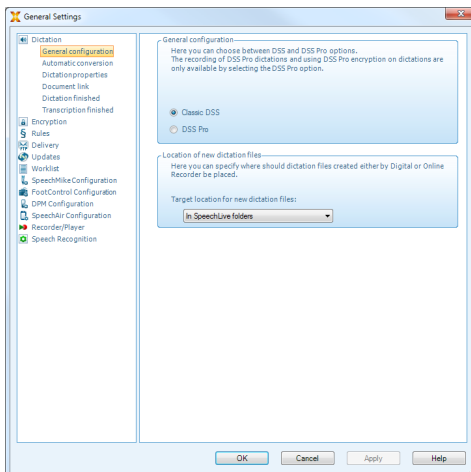 General Settings
Dictation
General configuration
Automatic conversion
Dictation properties
Document link
Dictation finished
Transcription finished
Encryption
Rules
Delivery
Updates
Worklist
SpeechMike Configuration
FootControl Configuration
DPM Configuration
SpeechAir Configuration
Recorder/Player
Speech Recognition
General configuration
Here you can choose between DSS and DSS Pro options.
The recording of DSS Pro dictations and using DSS Pro encryption on dictations are
only available by selecting the DSS Pro option.
Classic DSS
DSS Pro
Location of new dictation files
Here you can specify where should dictation files created either by Digital or Online
Recorder be placed.
Target location for new dictation files:
In SpeechLive folders
OK
Cancel
Apply
Help